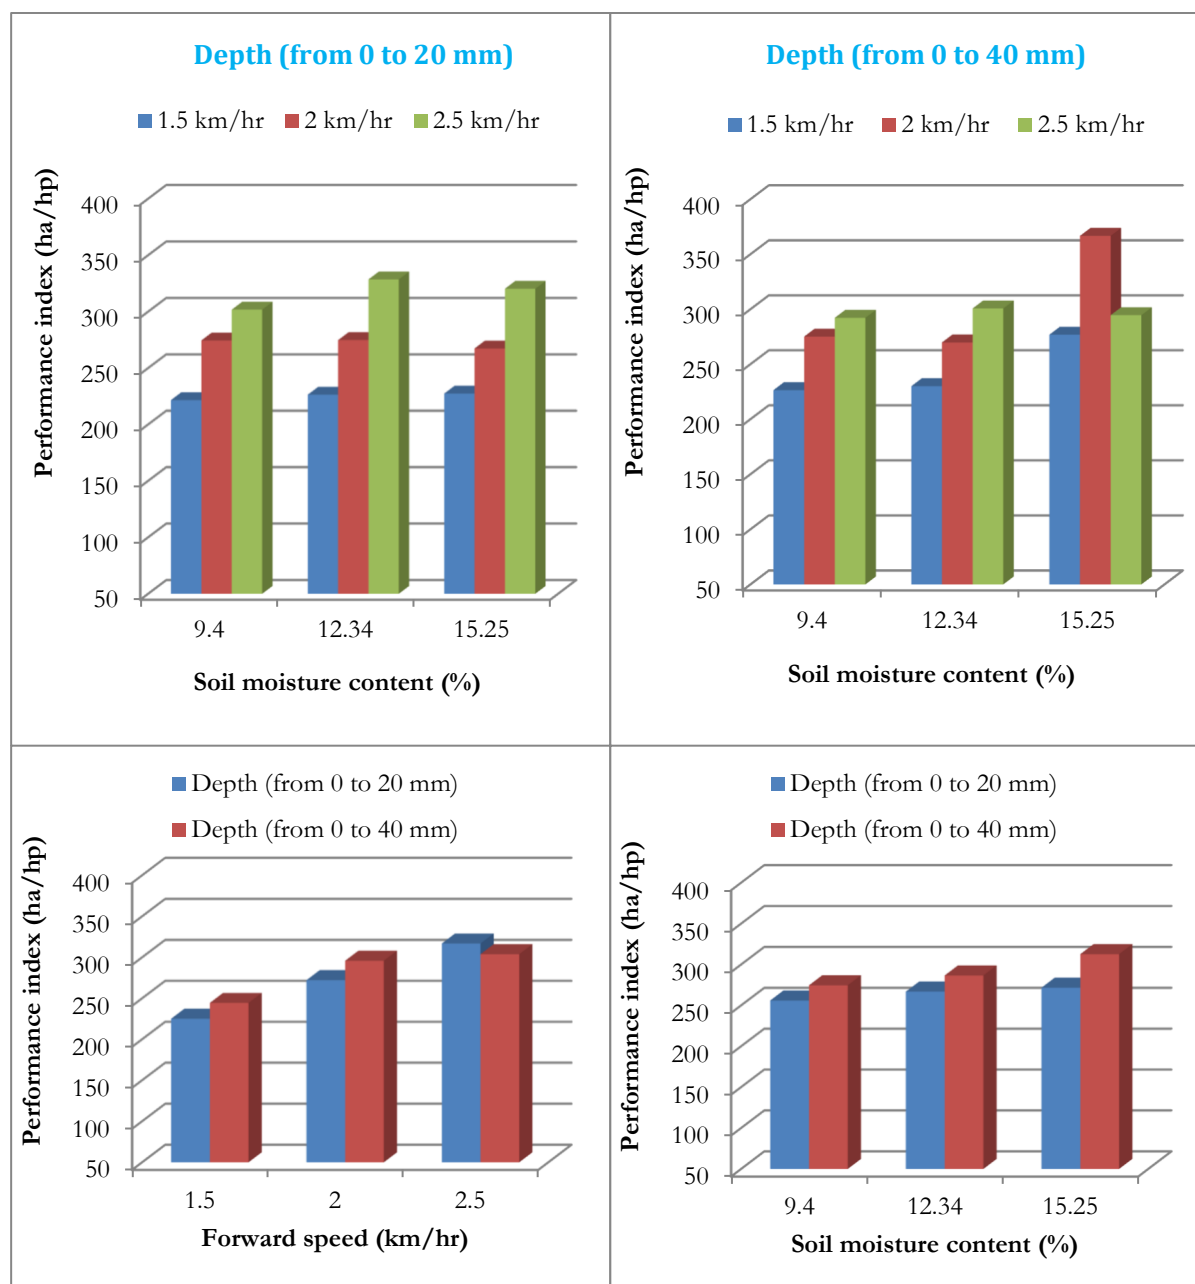 Depth (from 0 to 20 mm)
1.5 km/hr 2 km/hr 2.5 km/hr
Performance index (ha/hp)
400
350
300
250
200
150
100
50
9.4 12.34 15.25
Soil moisture content (%)
Depth (from 0 to 40 mm)
1.5 km/hr 2 km/hr 2.5 km/hr
Performance index (ha/hp)
400
350
300
250
200
150
100
50
9.4 12.34 15.25
Soil moisture content (%)
Depth (from 0 to 20 mm)
Depth (from 0 to 40 mm)
Performance index (ha/hp)
400
350
300
250
200
150
100
50
1.5 2 2.5
Forward speed (km/hr)
Depth (from 0 to 20 mm)
Depth (from 0 to 40 mm)
Performance index (ha/hp)
400
350
300
250
200
150
100
50
9.4 12.34 15.25
Soil moisture content (%)